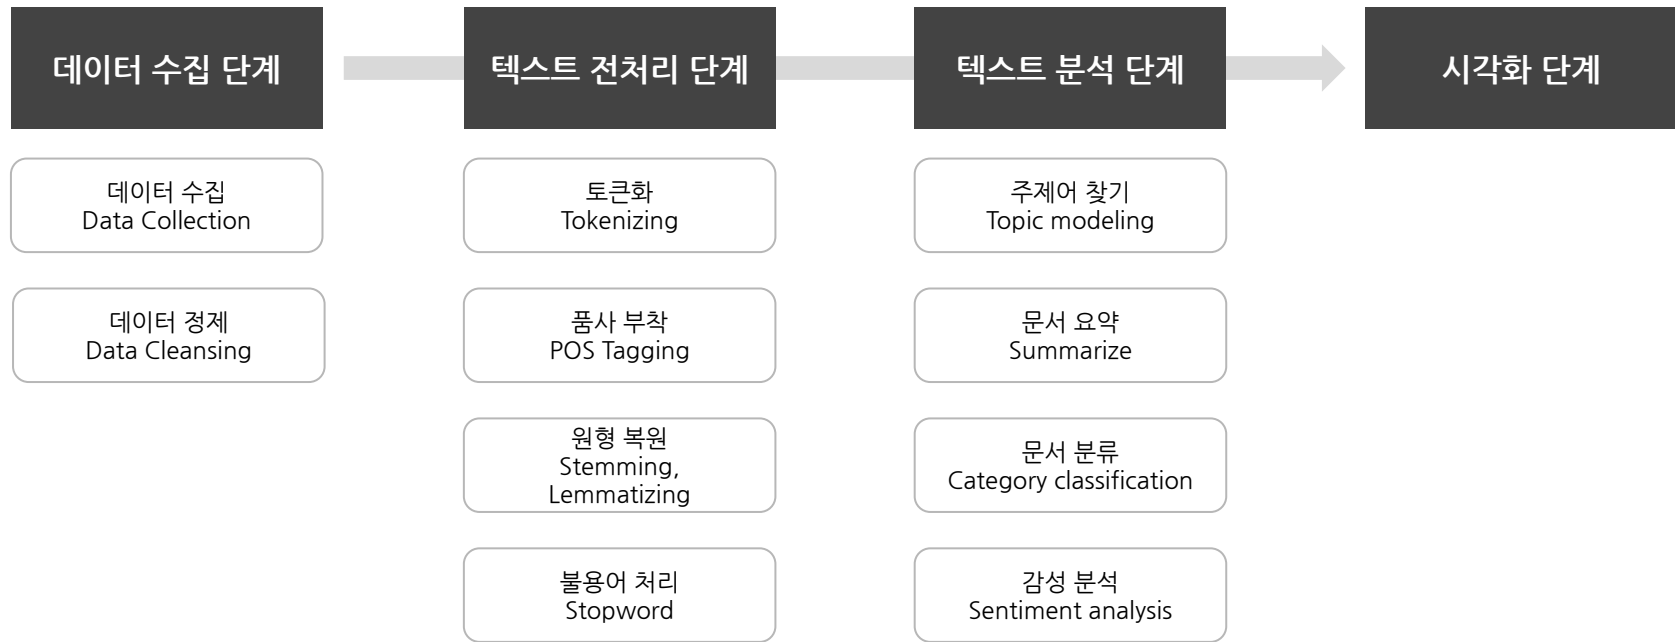 데이터 수집 단계
텍스트 전처리 단계
텍스트 분석 단계
시각화 단계
데이터 수집
Data Collection
데이터 정제
Data Cleansing
토큰화
Tokenizing
품사 부착
POS Tagging
원형 복원
Stemming,
Lemmatizing
불용어 처리
Stopword
주제어 찾기
Topic modeling
문서 요약
Summarize
문서 분류
Category classification
감성 분석
Sentiment analysis